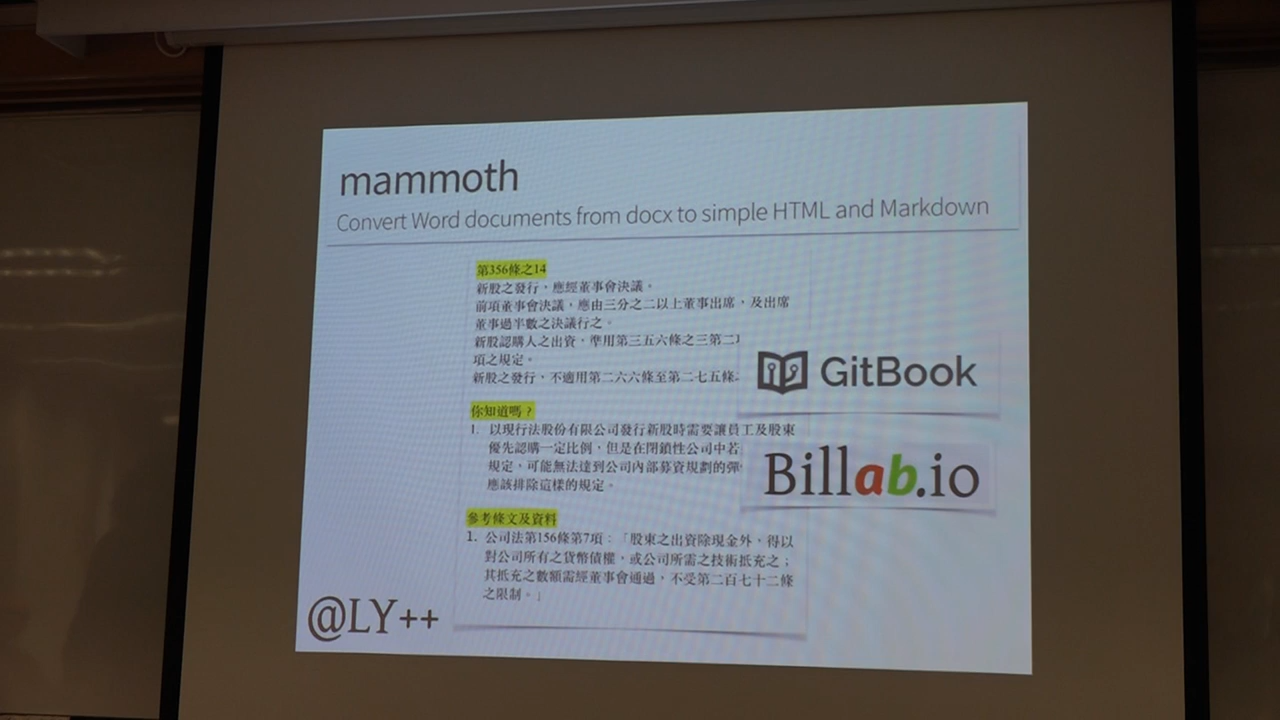 mammoth
Convert Word documents from docx to simple HTML and Markdown
第356條之14
新股之發行，應經董事會決議。
前項董事會決議，應由三分之二以上董事出席，及出席
董事過半數之決議行之。
新股認購人之出資，準用第三五六條之三第二項
項之規定。
新股之發行，不適用第二六六條至第二七五條
GitBook
你知道嗎？
1. 以現行法股份有限公司發行新股時需要讓員工及股東
優先認購一定比例，但是在閉鎖性公司中若
規定，可能無法達到公司內部募資規劃的彈
應該排除這樣的規定。
Billab.io
參考條文及資料
1. 公司法第156條第7項：「股東之出資除現金外，得以
對公司所有之貨幣債權，或公司所需之技術抵充之；
其抵充之數額需經董事會通過，不受第二百七十二條
之限制。」
@LY++